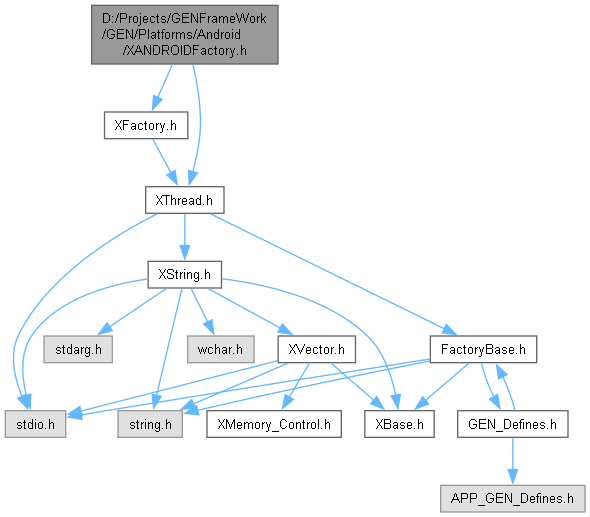 D:/Projects/GENFrameWork
/GEN/Platforms/Android
/XANDROIDFactory.h
XFactory.h
XThread.h
XString.h
stdarg.h
wchar.h
XVector.h
FactoryBase.h
stdio.h
string.h
XMemory_Control.h
XBase.h
GEN_Defines.h
APP_GEN_Defines.h